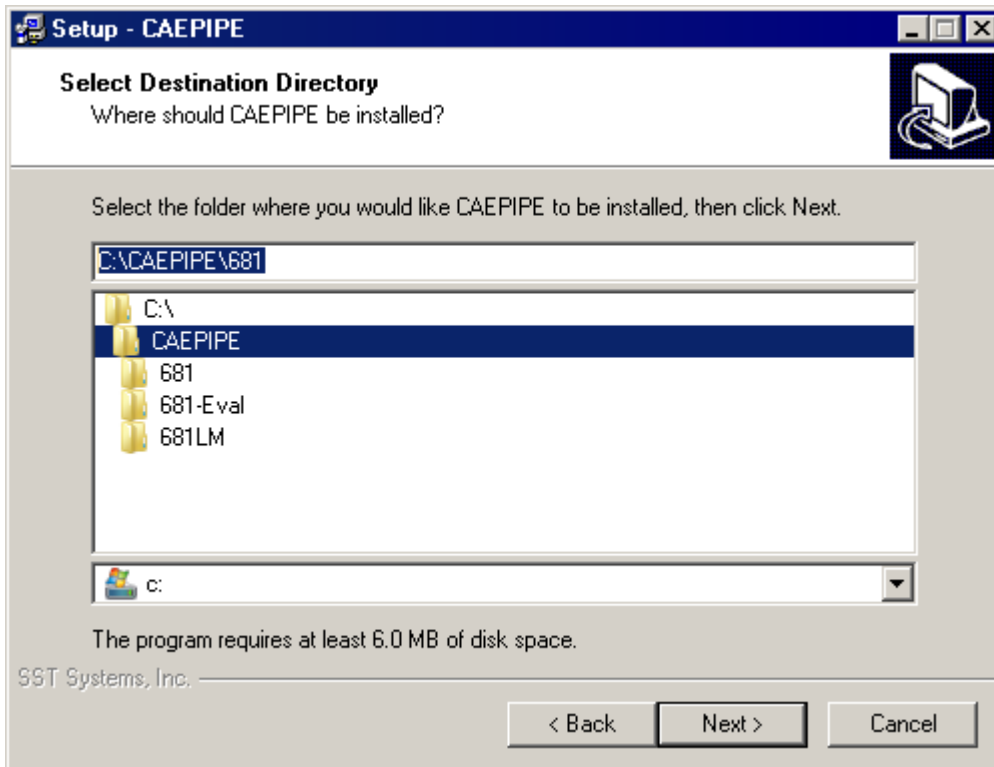 Setup - CAEPIPE
Select Destination Directory
Where should CAEPIPE be installed?
Select the folder where you would like CAEPIPE to be installed, then click Next.
C:\CAEPIPE\681
C:\
CAEPIPE
681
681-Eval
681LM
c:
The program requires at least 6.0 MB of disk space.
SST Systems, Inc.
< Back Next > Cancel